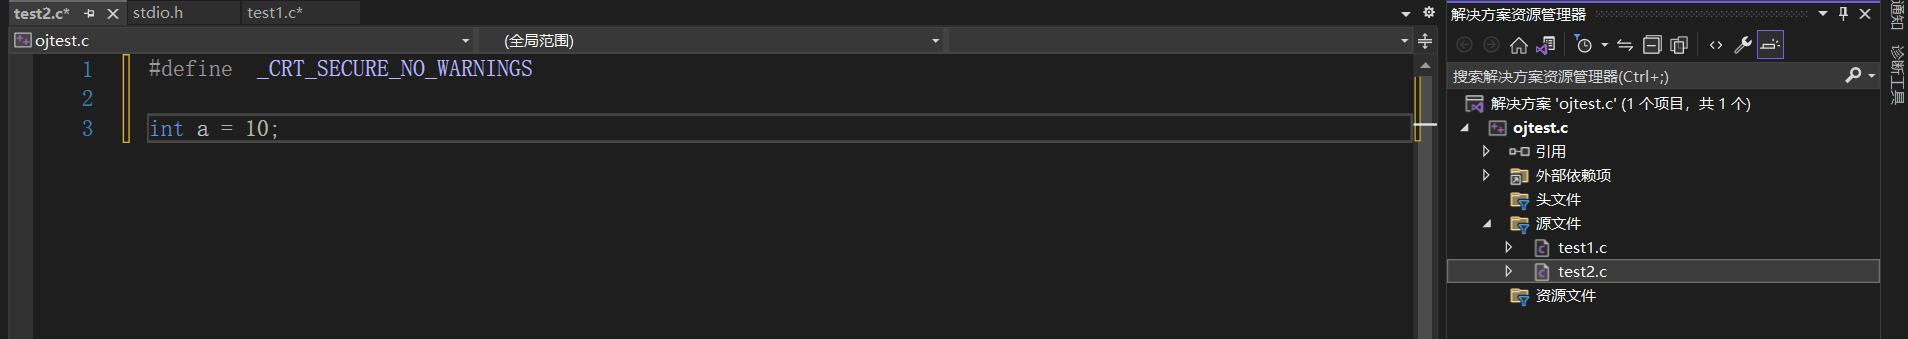 test2.c* stdio.h test1.c*
ojtest.c (全局范围)
1 #define _CRT_SECURE_NO_WARNINGS
2
3 int a = 10;
解决方案资源管理器
搜索解决方案资源管理器(Ctrl+;)
解决方案 'ojtest.c' (1 个项目，共 1 个)
ojtest.c
引用
外部依赖项
头文件
源文件
test1.c
test2.c
资源文件
通知
诊断工具